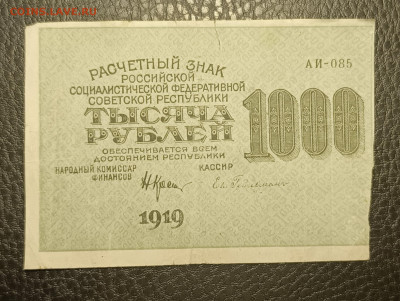 COINS.LAVE.RU
РАСЧЕТНЫЙ ЗНАК
РОССИЙСКОЙ
СОЦИАЛИСТИЧЕСКОЙ ФЕДЕРАТИВНОЙ
СОВЕТСКОЙ РЕСПУБЛИКИ
АИ-085
ТЫСЯЧА
РУБЛЕЙ
1000
ОБЕСПЕЧИВАЕТСЯ ВСЕМ
ДОСТОЯНИЕМ РЕСПУБЛИКИ
НАРОДНЫЙ КОМИССАР
ФИНАНСОВ
КАССИР
1919